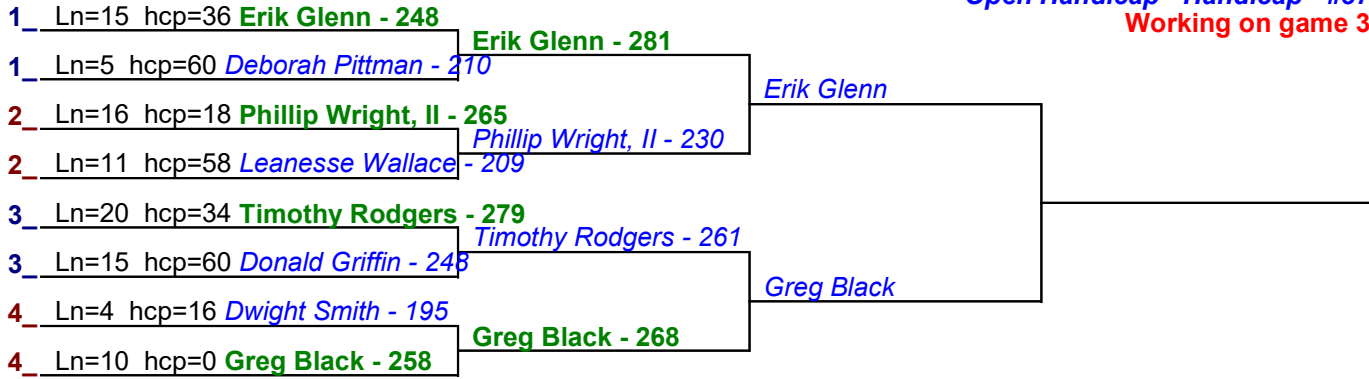 Open Handicap - Handicap - #67
Working on game 3
1_ Ln=15 hcp=36 Erik Glenn - 248
Erik Glenn - 281
1_ Ln=5 hcp=60 Deborah Pittman - 210
Erik Glenn
2_ Ln=16 hcp=18 Phillip Wright, II - 265
Phillip Wright, II - 230
2_ Ln=11 hcp=58 Leanesse Wallace - 209
3_ Ln=20 hcp=34 Timothy Rodgers - 279
Timothy Rodgers - 261
3_ Ln=15 hcp=60 Donald Griffin - 248
Greg Black
4_ Ln=4 hcp=16 Dwight Smith - 195
Greg Black - 268
4_ Ln=10 hcp=0 Greg Black - 258